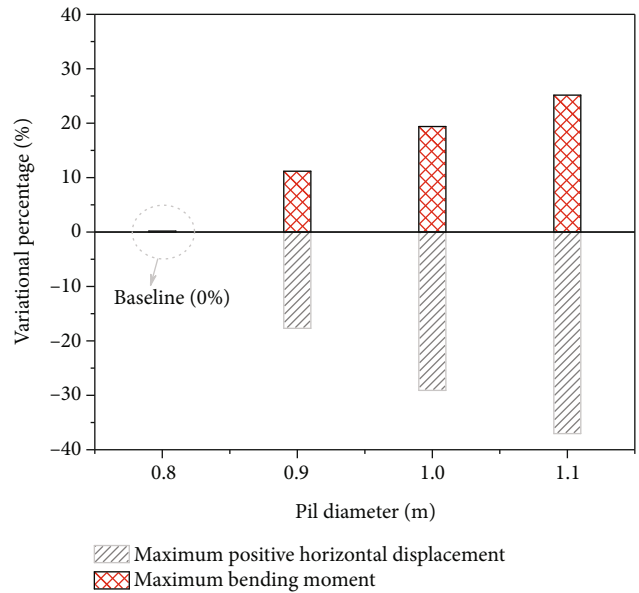 40
30
20
10
0
−10
−20
−30
−40
Variational percentage (%)
Baseline (0%)
0.8 0.9 1.0 1.1
Pil diameter (m)
Maximum positive horizontal displacement
Maximum bending moment